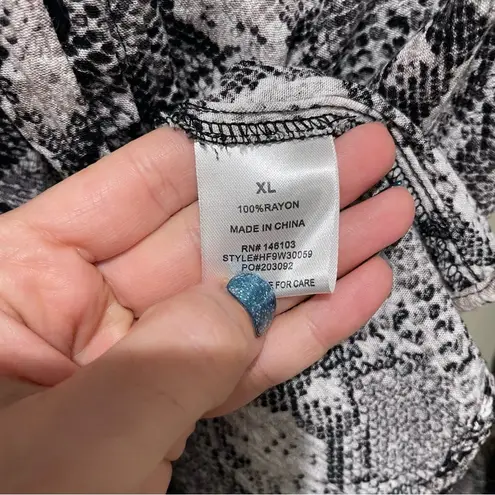 XL
100%RAYON
MADE IN CHINA
RN# 146103
STYLE#HF9W30059
PO#203092
FOR CARE